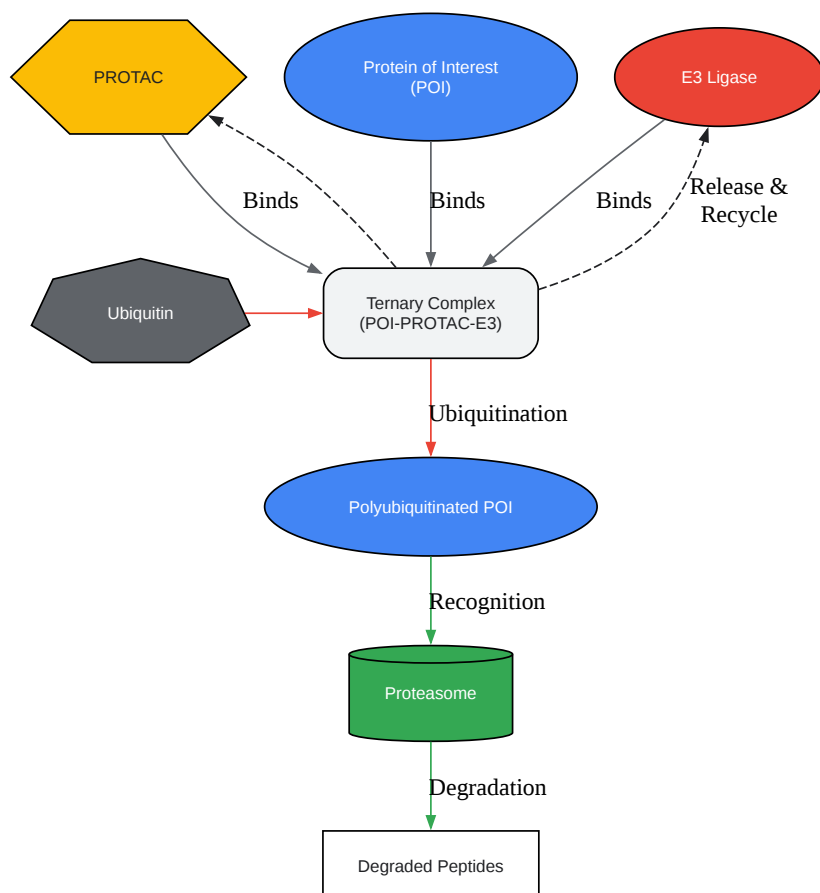 PROTAC
Protein of Interest
(POI)
E3 Ligase
Binds
Binds
Binds
Release &
Recycle
Ubiquitin
Ternary Complex
(POI-PROTAC-E3)
Ubiquitination
Polyubiquitinated POI
Recognition
Proteasome
Degradation
Degraded Peptides